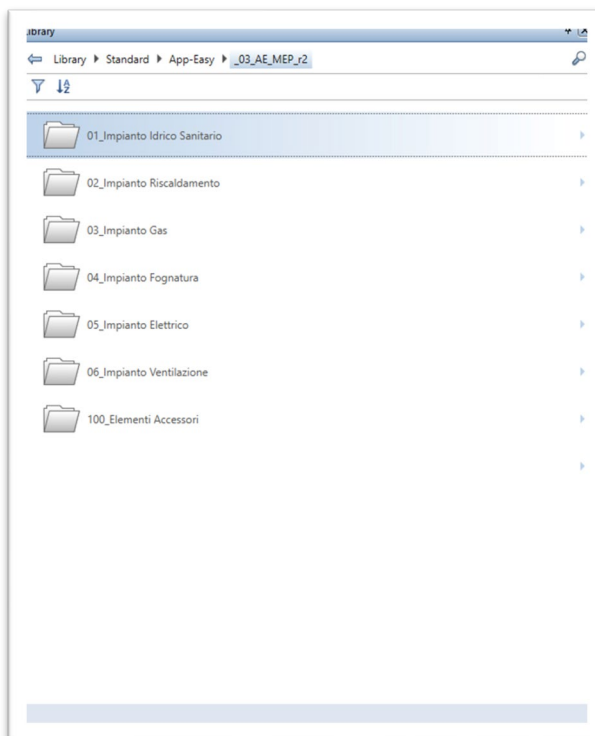 Library
Library Standard App-Easy _03_AE_MEP_r2
01_Impianto Idrico Sanitario
02_Impianto Riscaldamento
03_Impianto Gas
04_Impianto Fognatura
05_Impianto Elettrico
06_Impianto Ventilazione
100_Elementi Accessori